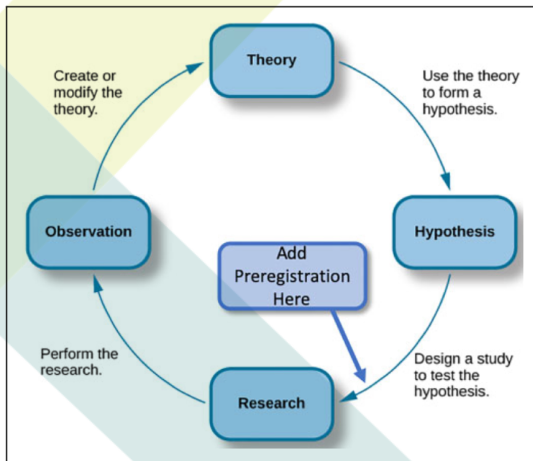 Theory
Create or
modify the
theory.
Use the theory
to form a
hypothesis.
Observation
Hypothesis
Add
Preregistration
Here
Perform the
research.
Design a study
to test the
hypothesis.
Research